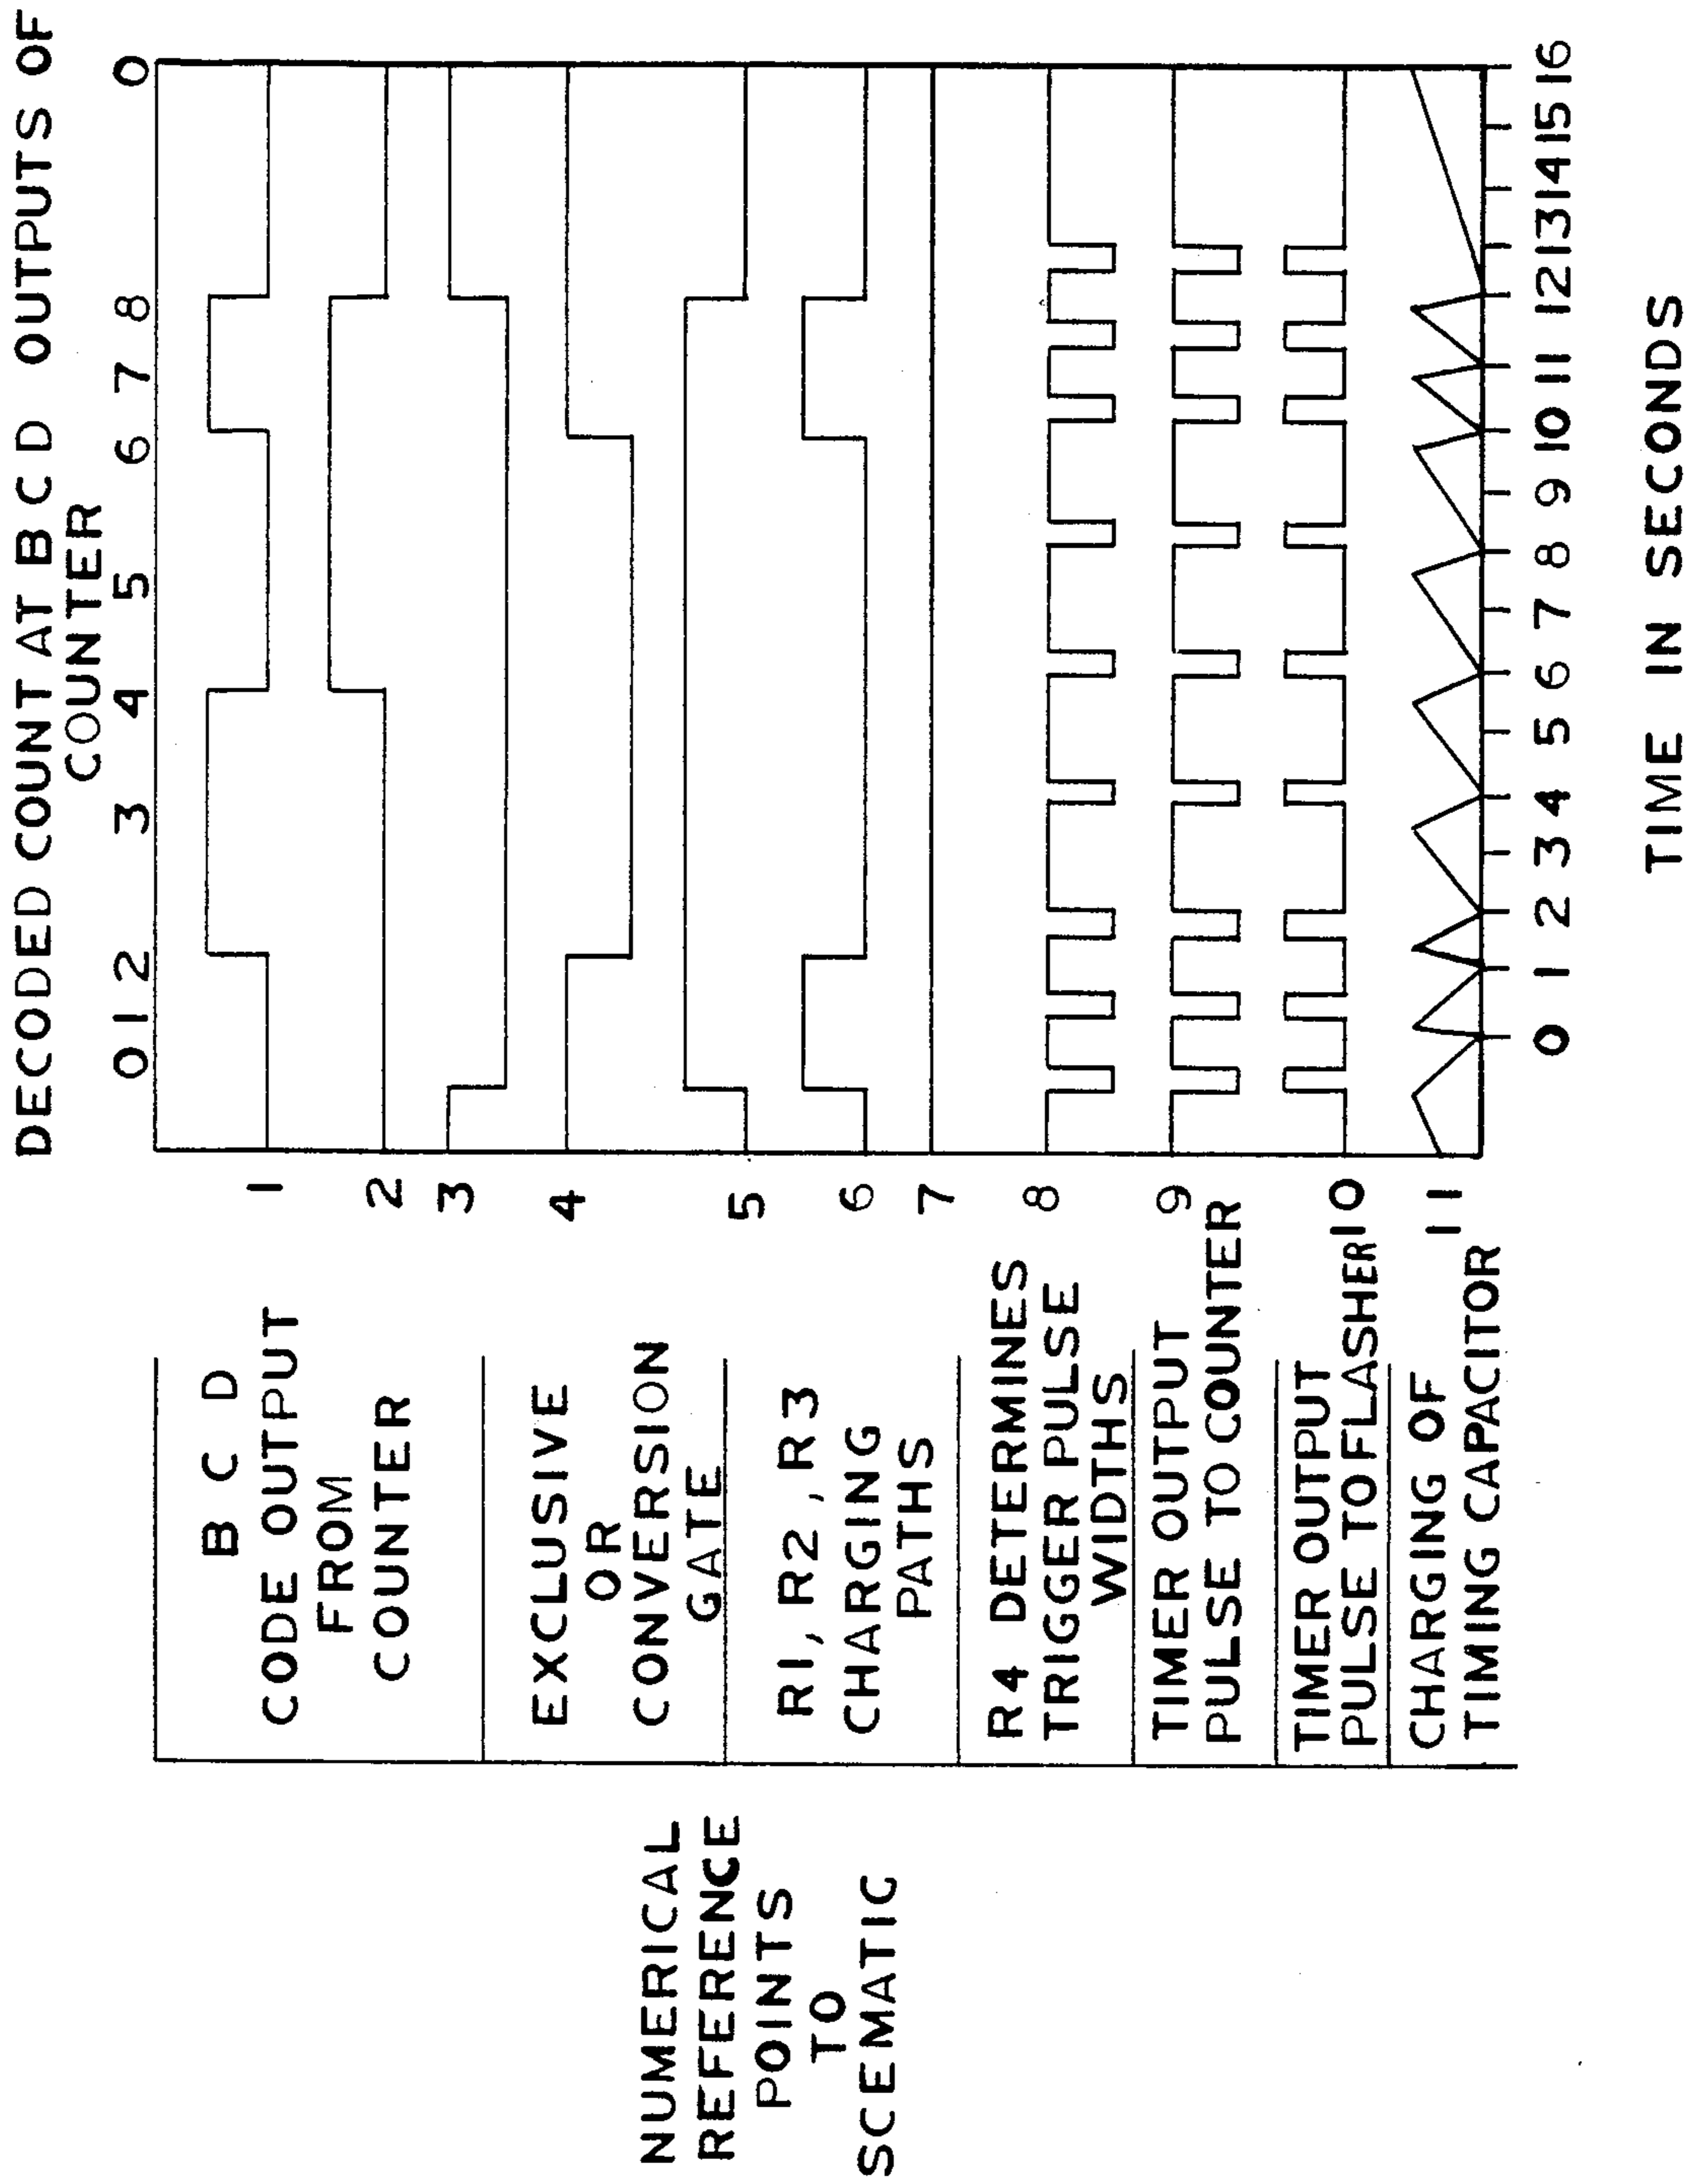 DECODED COUNT AT B C D OUTPUTS OF
COUNTER
0 1 2 3 4 5 6 7 8 0
NUMERICAL
REFERENCE
POINTS
TO
SCEMATIC
B C D
CODE OUTPUT
FROM
COUNTER
1
2
3
EXCLUSIVE
OR
CONVERSION
GATE
4
R1, R2, R3
CHARGING
PATHS
5
6
7
R4 DETERMINES
TRIGGER PULSE
WIDTHS
8
TIMER OUTPUT
PULSE TO COUNTER
9
TIMER OUTPUT
PULSE TO FLASHER
10
CHARGING OF
TIMING CAPACITOR
11
0 1 2 3 4 5 6 7 8 9 10 11 12 13 14 15 16
TIME IN SECONDS